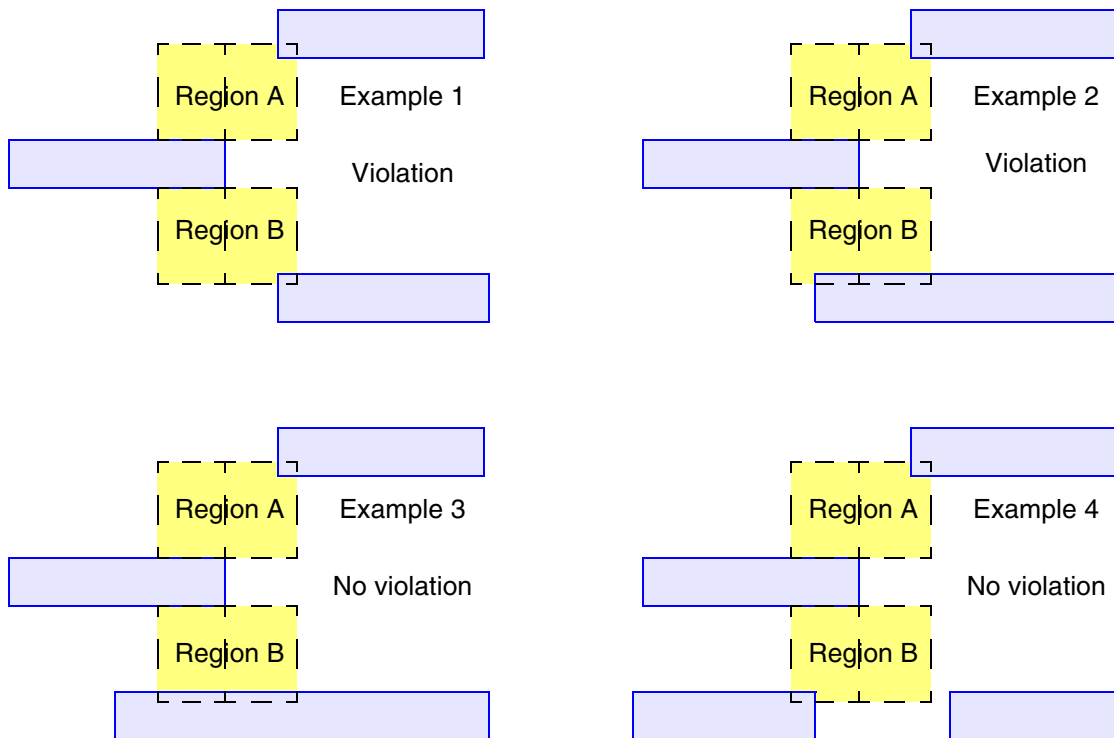 Region A
Example 1
Violation
Region B
Region A
Example 2
Violation
Region B
Region A
Example 3
No violation
Region B
Region A
Example 4
No violation
Region B